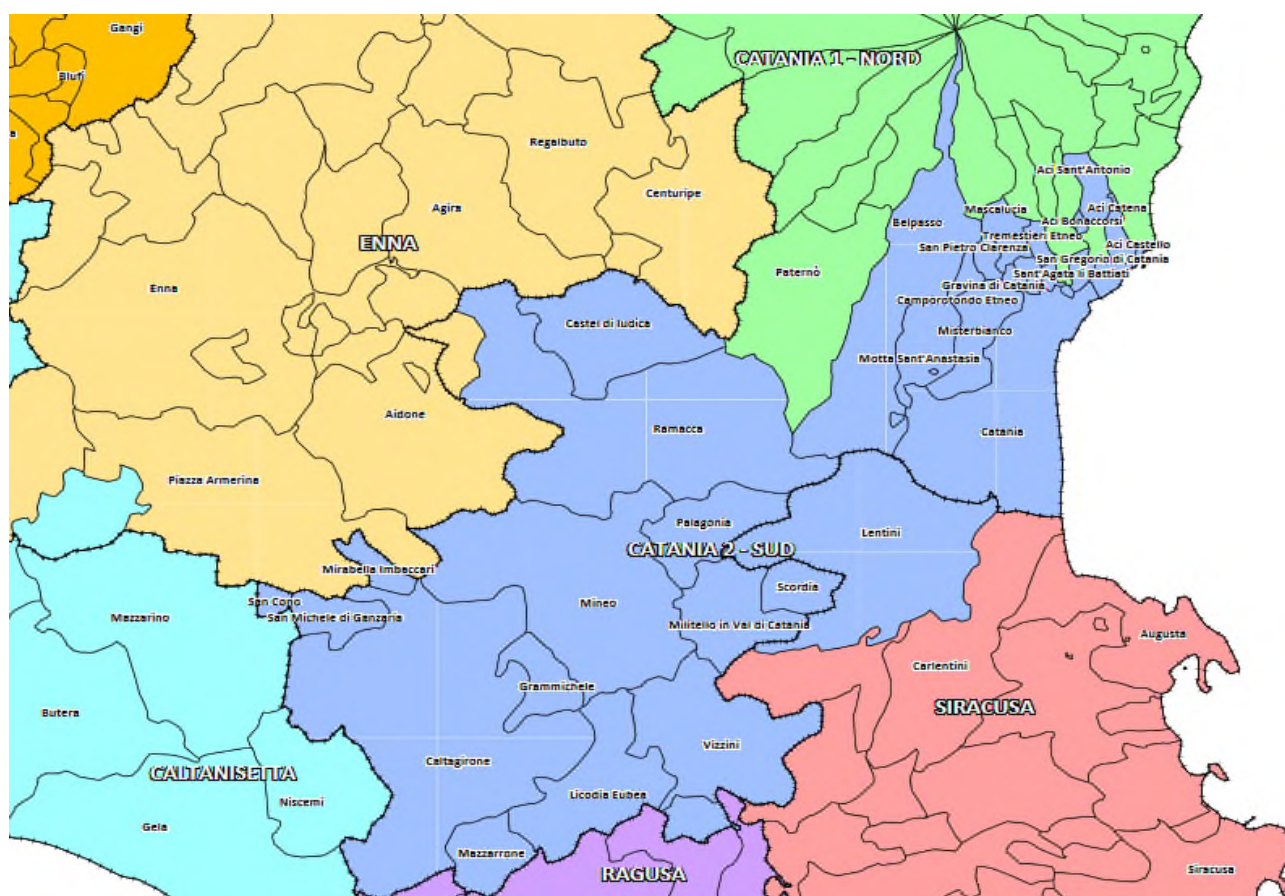 Gangi
CATANIA 1 - NORD
Blufi
a
Regalbuto
Aci Sant'Antonio
Centuripe
Agira
Mascalucia
Aci Catena
Belpasso
Aci Bonaccorsi
Tremestieri Etneo
ENNA
San Pietro Clarenza
Aci Castello
San Gregorio di Catania
Paternò
Sant'Agata li Battiati
Enna
Gravina di Catania
Camporotondo Etneo
Castel di Iudica
Misterbianco
Motta Sant'Anastasia
Aidone
Ramacca
Catania
Piazza Armerina
Palagonia
Lentini
CATANIA 2 - SUD
Mirabella Imbaccari
Scordia
San Cono
Mineo
Mazzarino
San Michele di Ganzaria
Militello in Val di Catania
Augusta
Carlentini
Grammichele
SIRACUSA
Butera
Vizzini
Caltagirone
CALTANISETTA
Licodia Eubea
Niscemi
Gela
Mazzarrone
Siracusa
RAGUSA